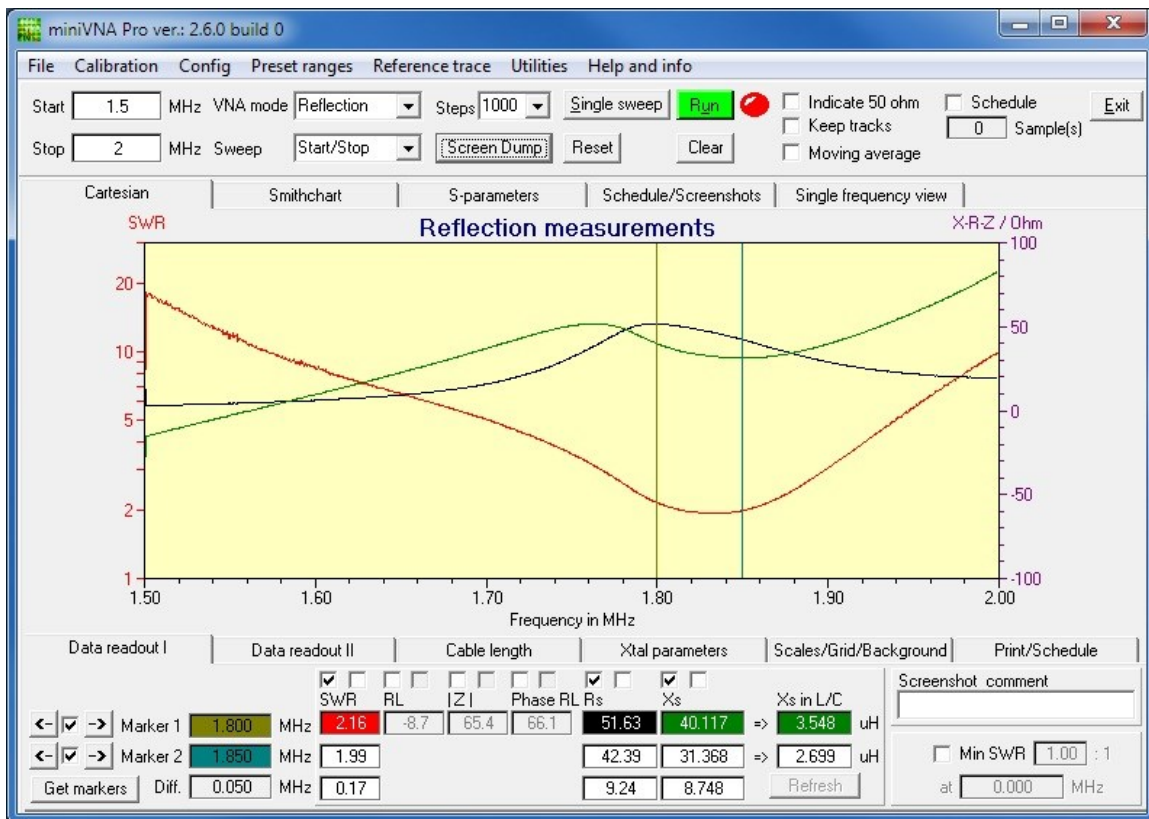 miniVNA Pro ver.: 2.6.0 build 0
File Calibration Config Preset ranges Reference trace Utilities Help and info
Start 1.5 MHz VNA mode Reflection Steps 1000 Single sweep Run Indicate 50 ohm Schedule Exit
Keep tracks 0 Sample(s)
Stop 2 MHz Sweep Start/Stop Screen Dump Reset Clear Moving average
Cartesian Smithchart S-parameters Schedule/Screenshots Single frequency view
SWR Reflection measurements X-R-Z / Ohm
100
20
50
10
0
5
-50
2
1 -100
1.50 1.60 1.70 1.80 1.90 2.00
Frequency in MHz
Data readout I Data readout II Cable length Xtal parameters Scales/Grid/Background Print/Schedule
Screenshot comment
SWR RL |Z| Phase RL Rs Xs Xs in L/C
<- -> Marker 1 1.800 MHz 2.16 -8.7 65.4 66.1 51.63 40.117 => 3.548 uH
<- -> Marker 2 1.850 MHz 1.99 42.39 31.368 => 2.699 uH Min SWR 1.00 : 1
Get markers Diff. 0.050 MHz 0.17 9.24 8.748 Refresh at 0.000 MHz